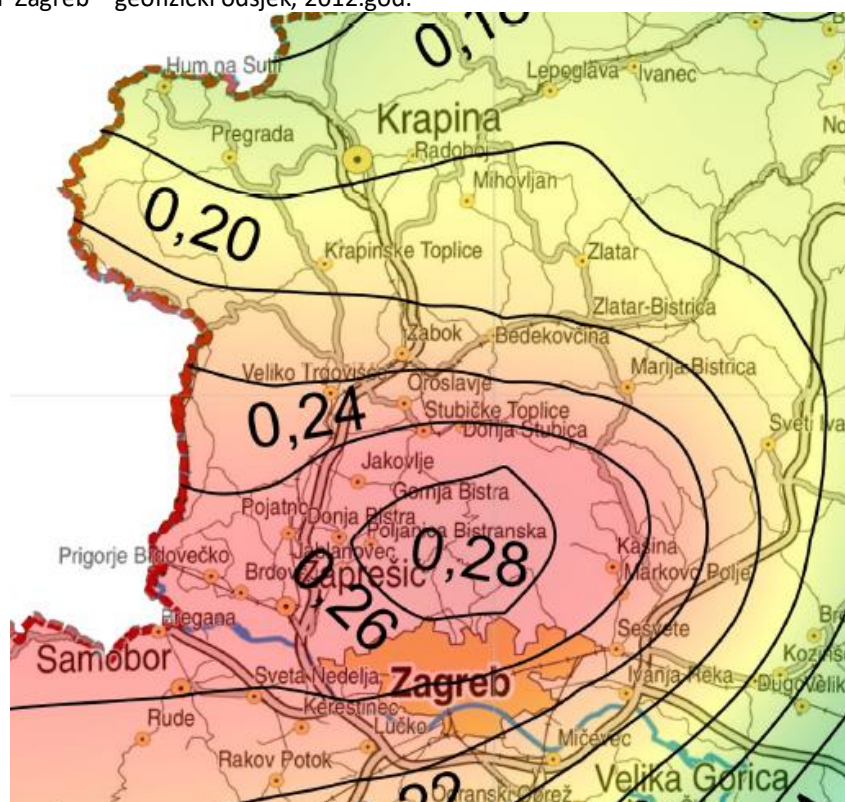 Zagreb – geofizički odsjek, 2012.god.
0,18
Hum na Sutli
Lepoglava
Ivanec
Krapina
Pregrada
Radoboj
Mihovljan
0,20
Krapinske Toplice
Zlatar
Zlatar-Bistrica
Zabok
Bedekovčina
Veliko Trgovišće
Marija Bistrica
Oroslavje
0,24
Stubičke Toplice
Donja Stubica
Jakovlje
Gornja Bistra
Pojatno
Donja Bistra
Poljanica Bistranska
Jablanovec
0,28
Prigorje Brdovečko
Kašina
Zaprešić
Markovo Polje
0,26
Bregana
Samobor
Sesvete
Sveta Nedelja
Zagreb
Ivanja Reka
Kerestinec
Rude
Lučko
Mičevec
Rakov Potok
Velika Gorica